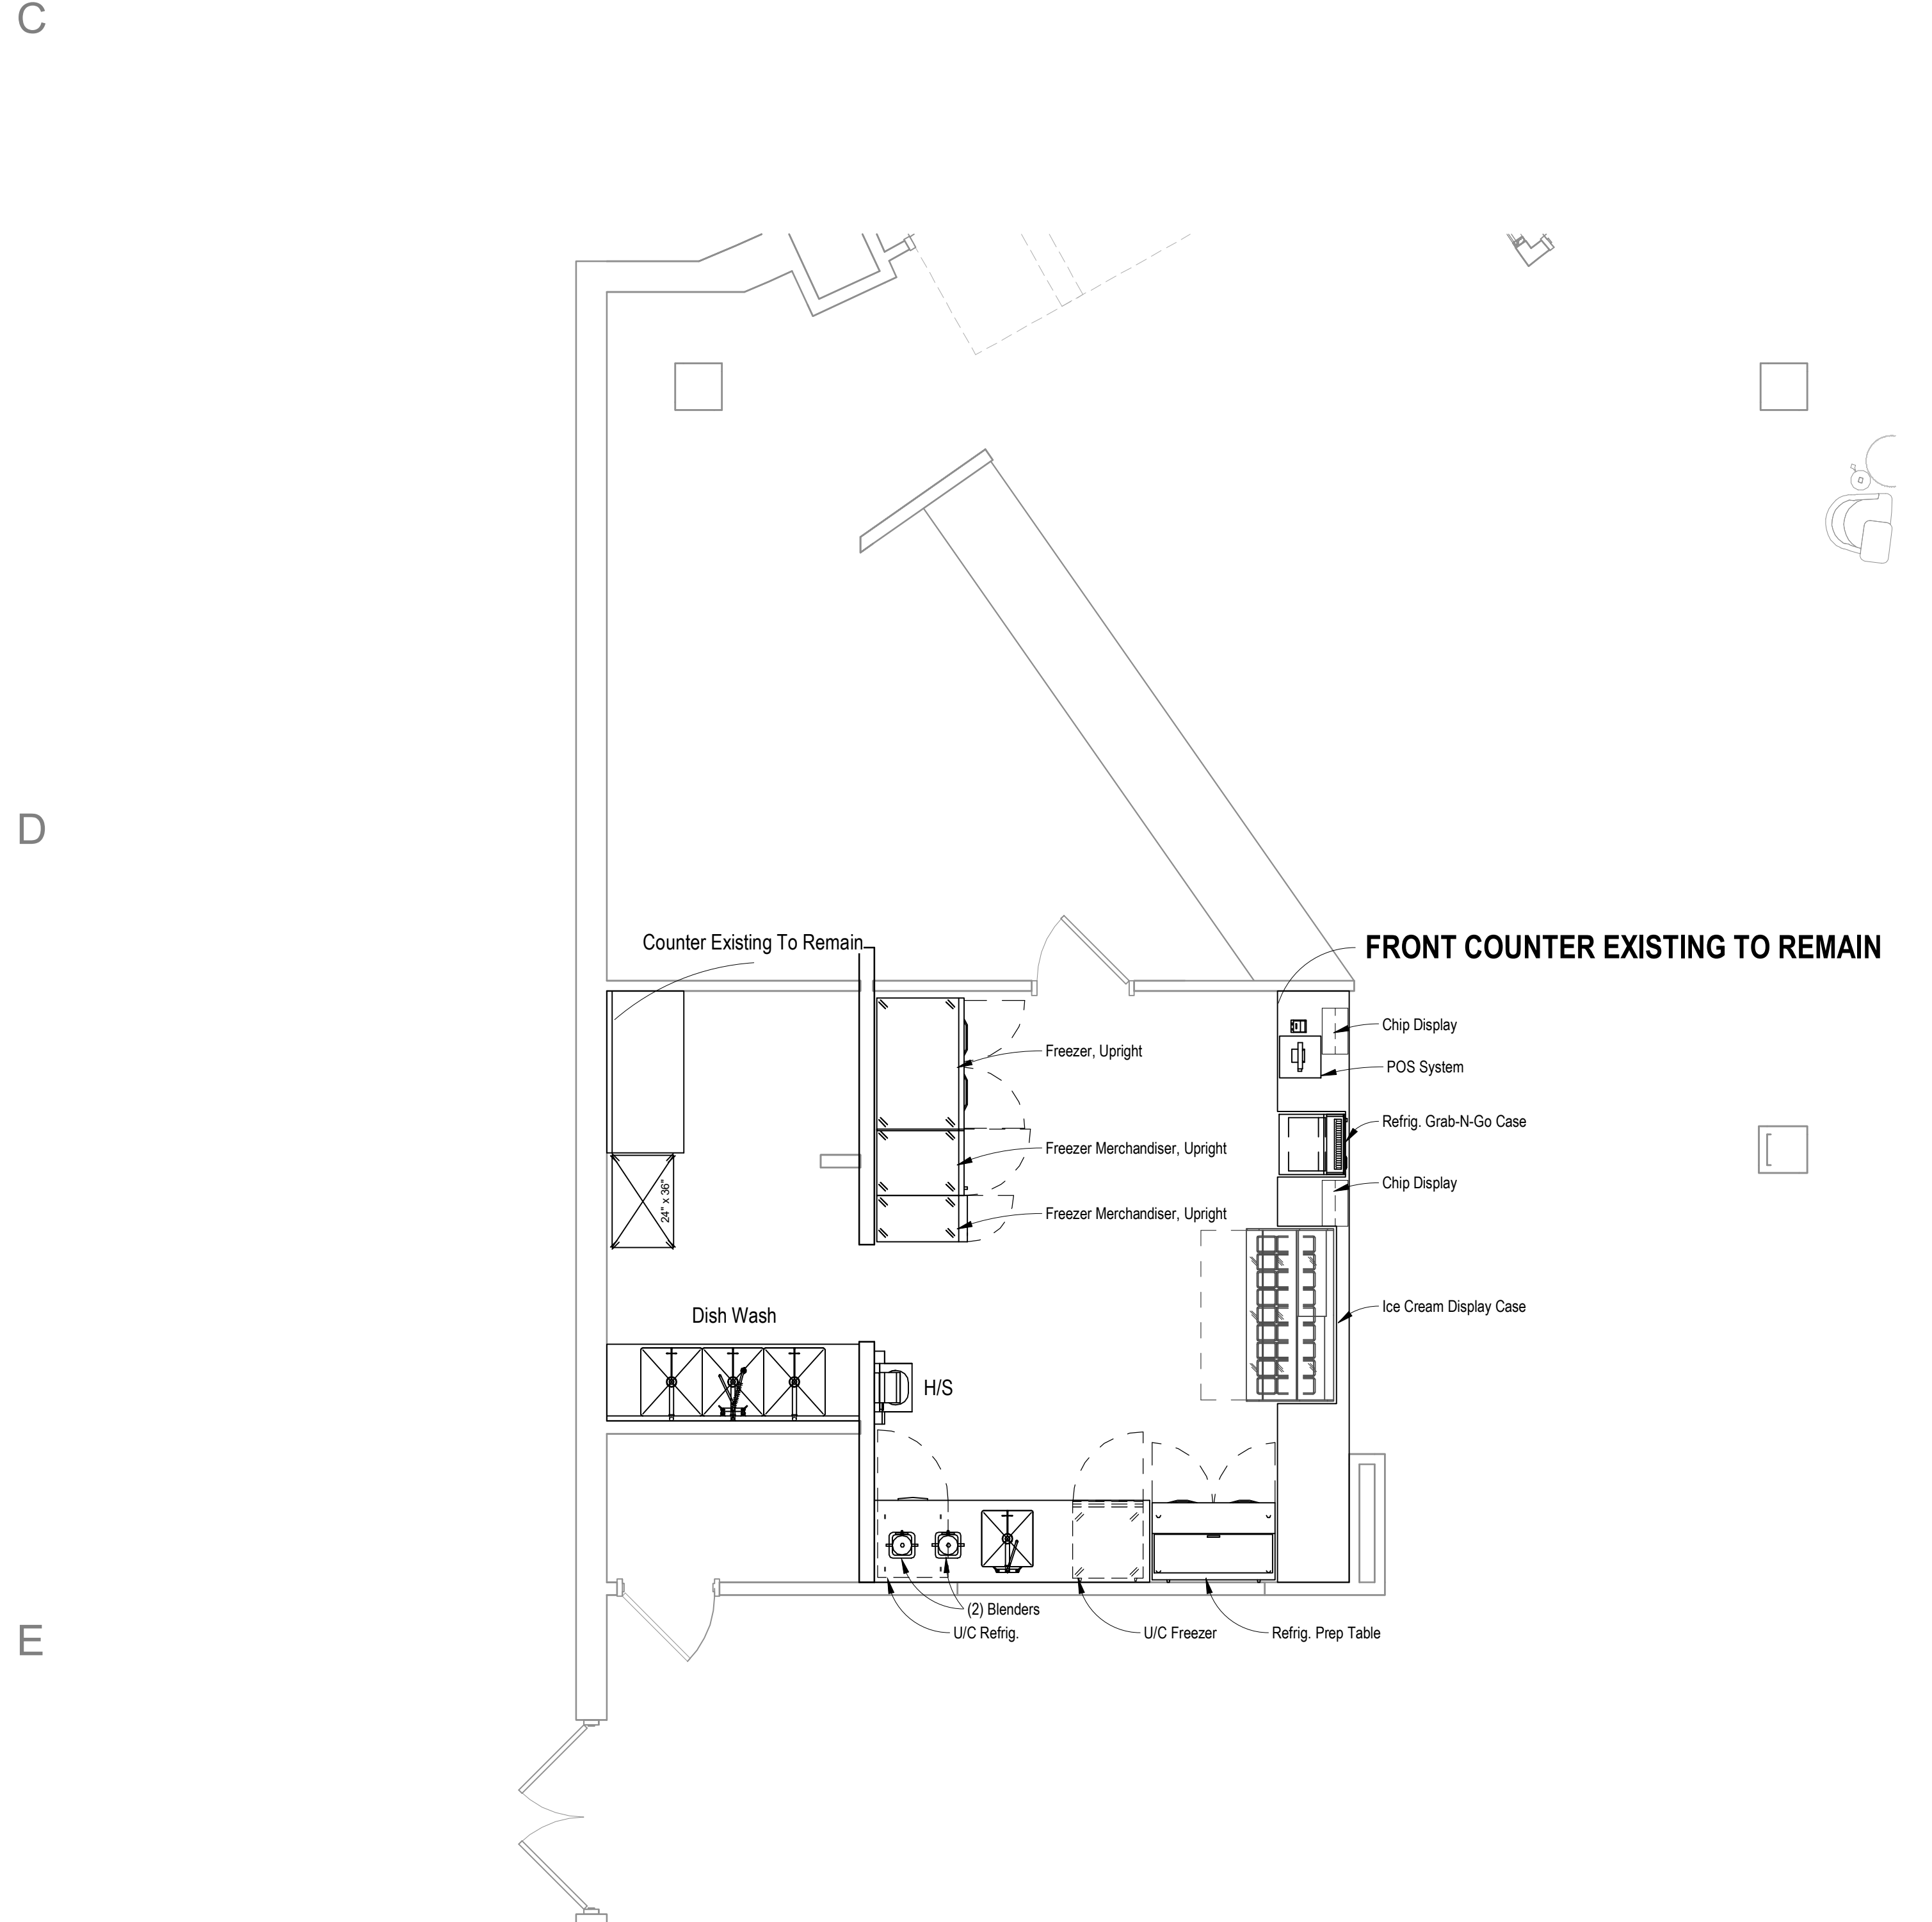 C
D
Counter Existing To Remain
FRONT COUNTER EXISTING TO REMAIN
Chip Display
Freezer, Upright
POS System
Refrig. Grab-N-Go Case
Freezer Merchandiser, Upright
Chip Display
24" x 36"
Freezer Merchandiser, Upright
Ice Cream Display Case
Dish Wash
H/S
(2) Blenders
U/C Refrig.
U/C Freezer
Refrig. Prep Table
E